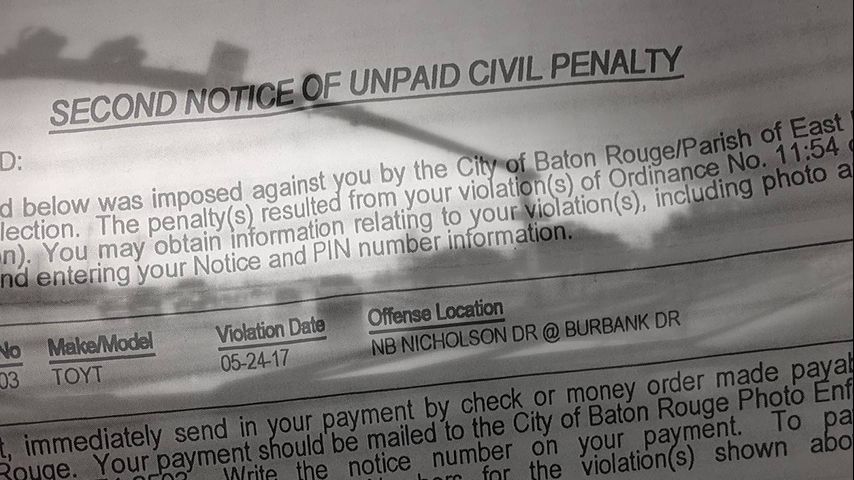 SECOND NOTICE OF UNPAID CIVIL PENALTY
D:
d below was imposed against you by the City of Baton Rouge/Parish of East
lection. The penalty(s) resulted from your violation(s) of Ordinance No. 11:54
n). You may obtain information relating to your violation(s), including photo a
nd entering your Notice and PIN number information.
No Make/Model Violation Date Offense Location
03 TOYT 05-24-17 NB NICHOLSON DR @ BURBANK DR
t, immediately send in your payment by check or money order made payab
Rouge. Your payment should be mailed to the City of Baton Rouge Photo Enf
Write the notice number on your payment. To pa
for the violation(s) shown abo